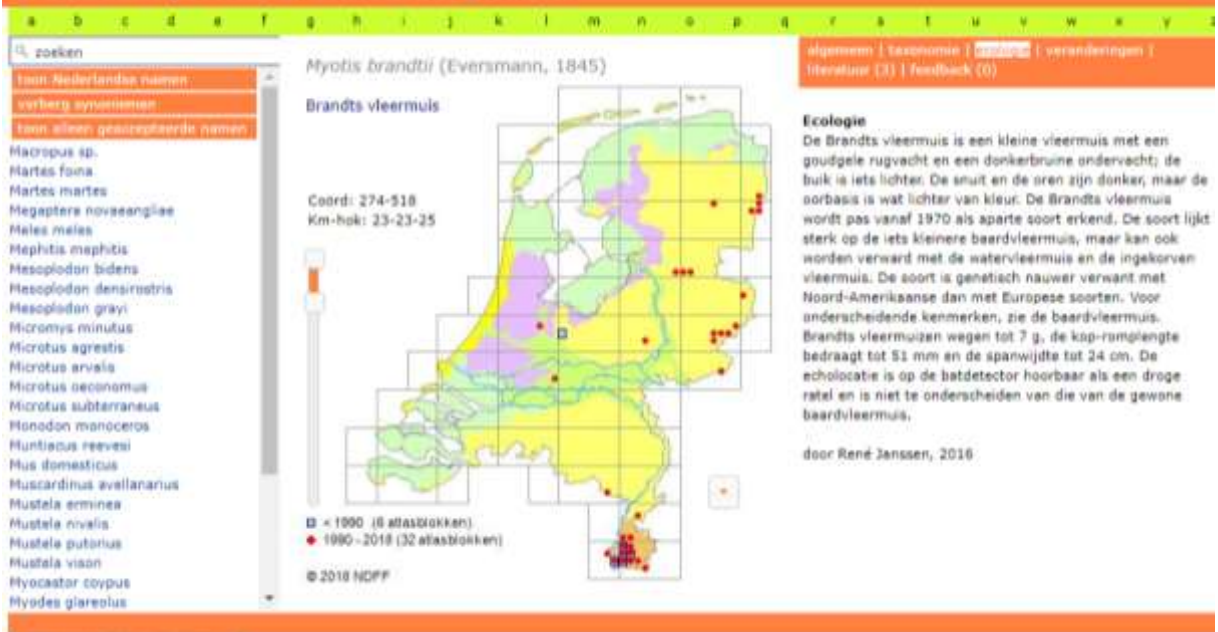 a b c d e f g h i j k l m n o p q r s t u v w x y z
zoeken
toon Nederlandse namen
verberg synoniemen
toon alleen geaccepteerde namen
Macropus sp.
Martes foina
Martes martes
Megaptera novaeangliae
Meles meles
Mephitis mephitis
Mesoplodon bidens
Mesoplodon densirostris
Mesoplodon grayi
Micromys minutus
Microtus agrestis
Microtus arvalis
Microtus oeconomus
Microtus subterraneus
Monodon monoceros
Muntiacus reevesi
Mus domesticus
Muscardinus avellanarius
Mustela erminea
Mustela nivalis
Mustela putorius
Mustela vison
Myocastor coypus
Myodes glareolus
Myotis brandtii (Eversmann, 1845)
Brandts vleermuis
Coord: 274-518
Km-hok: 23-23-25
< 1990 (6 atlasblokken)
1990 - 2018 (32 atlasblokken)
© 2018 NDFF
algemeen | taxonomie | ecologie | veranderingen |
literatuur (3) | feedback (0)
Ecologie
De Brandts vleermuis is een kleine vleermuis met een
goudgele rugvacht en een donkerbruine ondervacht; de
buik is iets lichter. De snuit en de oren zijn donker, maar de
oorbasis is wat lichter van kleur. De Brandts vleermuis
wordt pas vanaf 1970 als aparte soort erkend. De soort lijkt
sterk op de iets kleinere baardvleermuis, maar kan ook
worden verward met de watervleermuis en de ingekorven
vleermuis. De soort is genetisch nauwer verwant met
Noord-Amerikaanse dan met Europese soorten. Voor
onderscheidende kenmerken, zie de baardvleermuis.
Brandts vleermuizen wegen tot 7 g, de kop-romplengte
bedraagt tot 51 mm en de spanwijdte tot 24 cm. De
echolocatie is op de batdetector hoorbaar als een droge
ratel en is niet te onderscheiden van die van de gewone
baardvleermuis.
door René Janssen, 2016